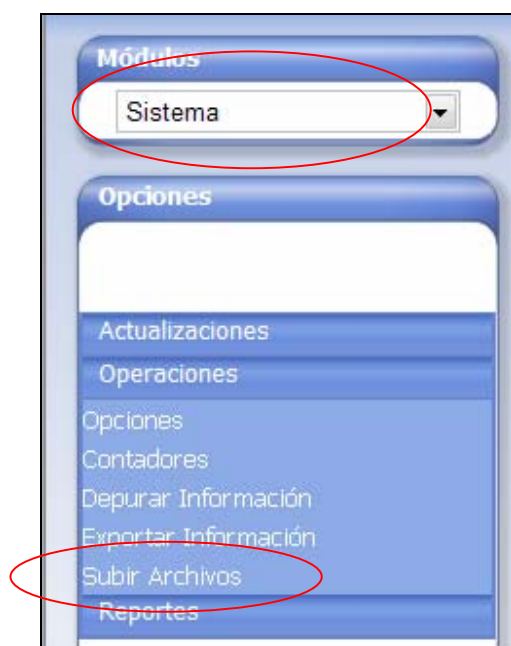 Módulos
Sistema
Opciones
Actualizaciones
Operaciones
Opciones
Contadores
Depurar Información
Exportar Información
Subir Archivos
Reportes